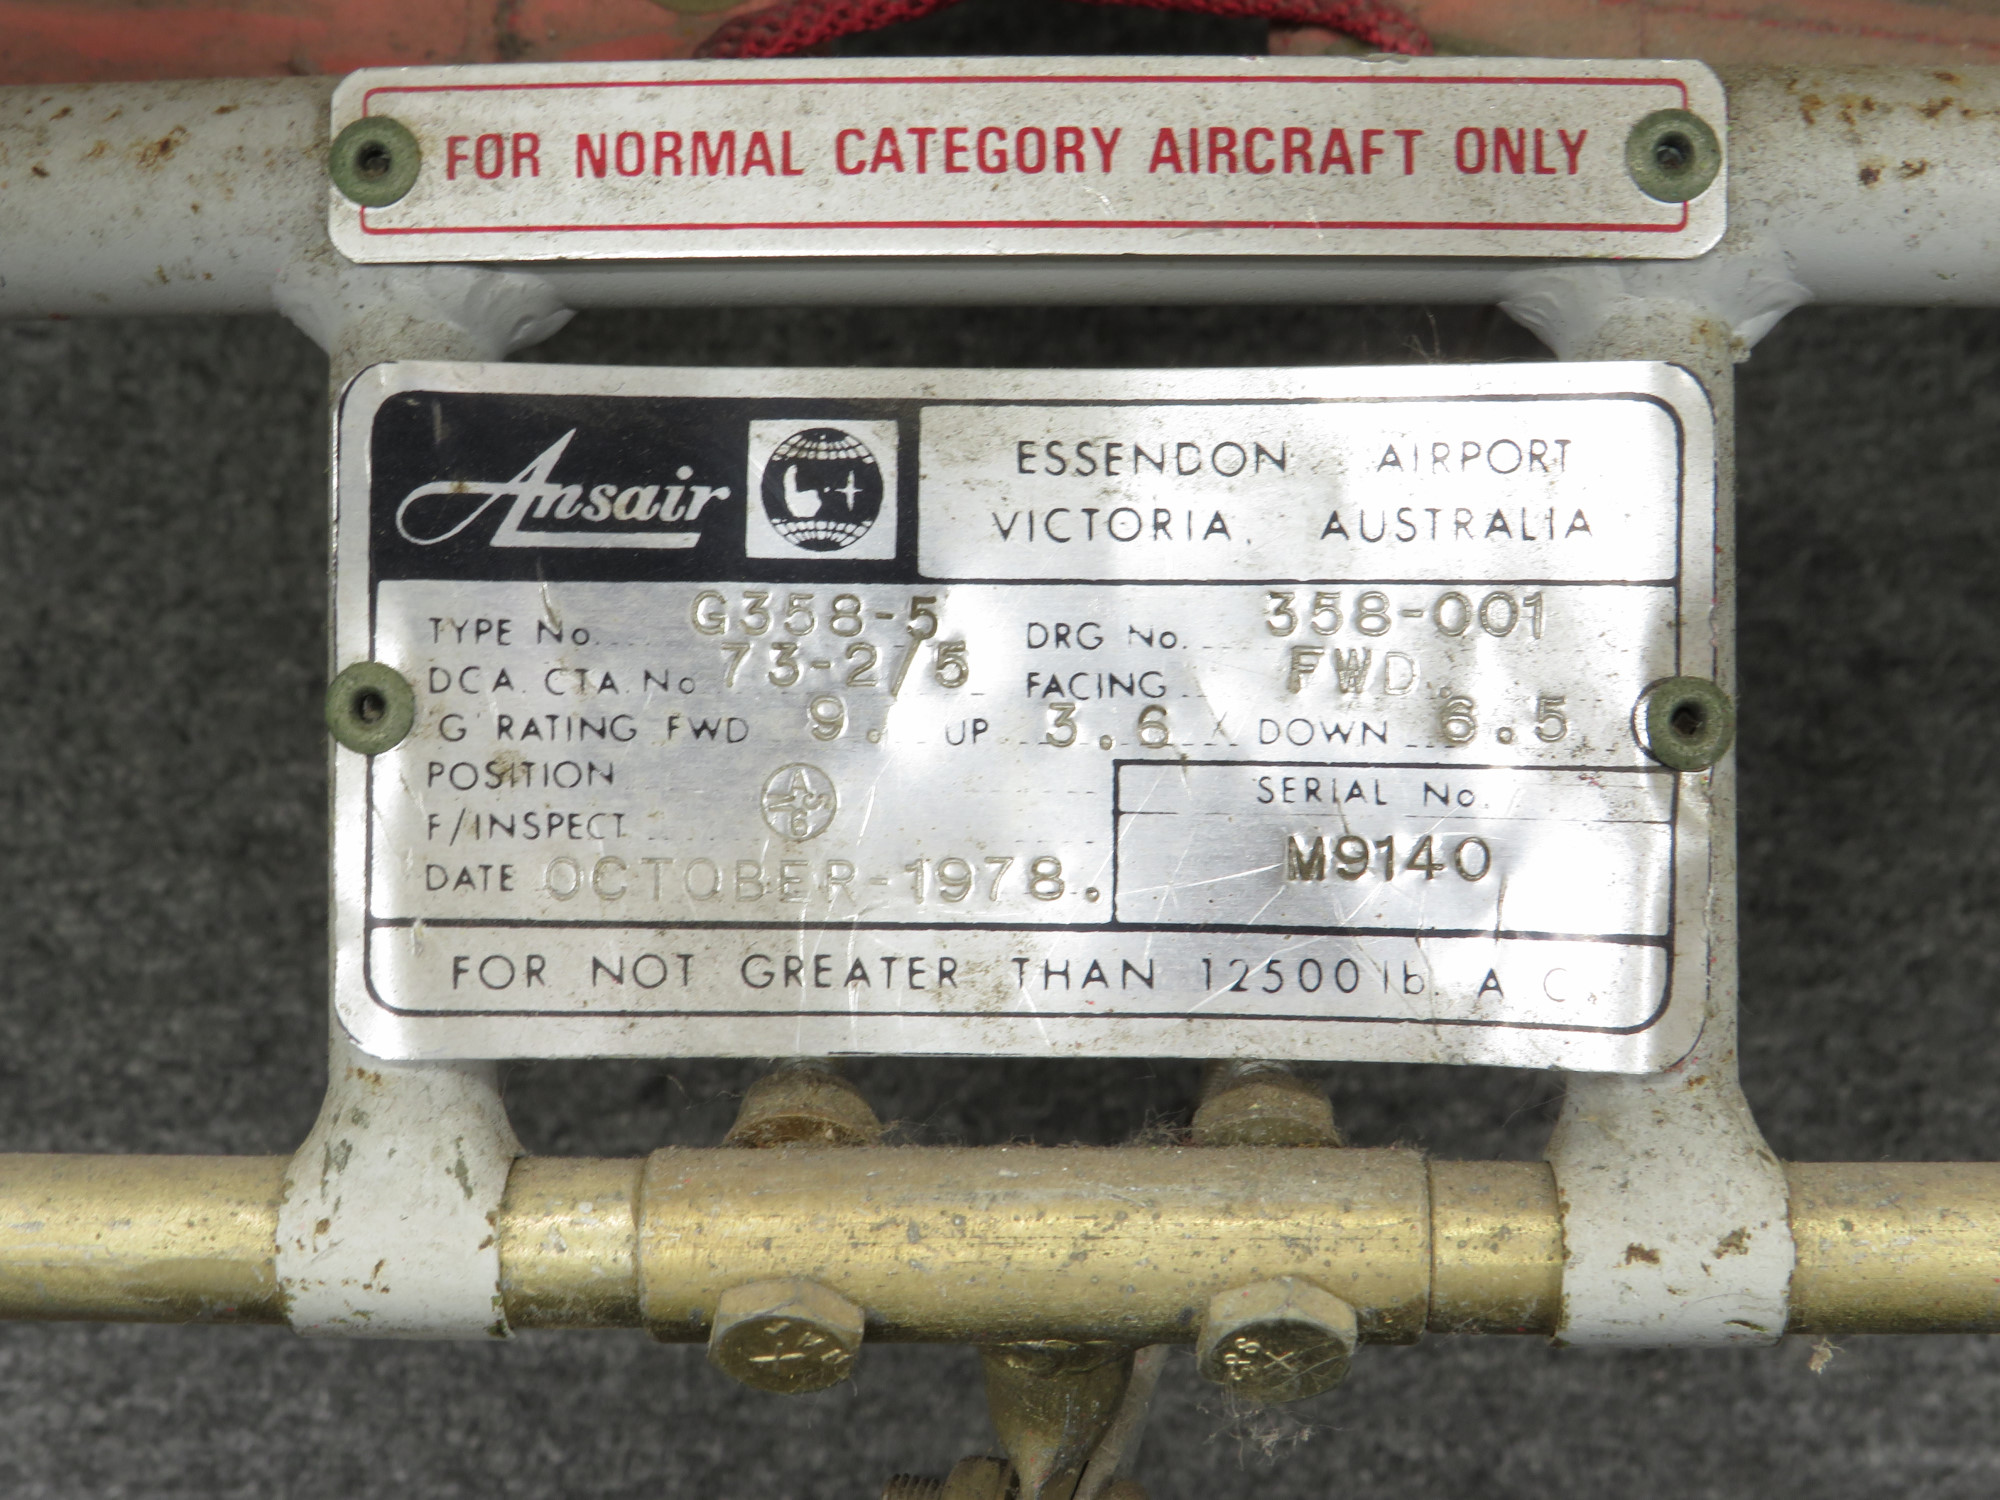 FOR NORMAL CATEGORY AIRCRAFT ONLY
Ansair
ESSENDON AIRPORT
VICTORIA, AUSTRALIA
TYPE No. G358-5 DRG No. 358-001
DCA. CTA. No 73-2/5 FACING FWD.
'G' RATING FWD 9. UP 3.6 DOWN 6.5
POSITION
F/INSPECT
DATE OCTOBER-1978.
SERIAL No.
M9140
FOR NOT GREATER THAN 12500 lb. A C.